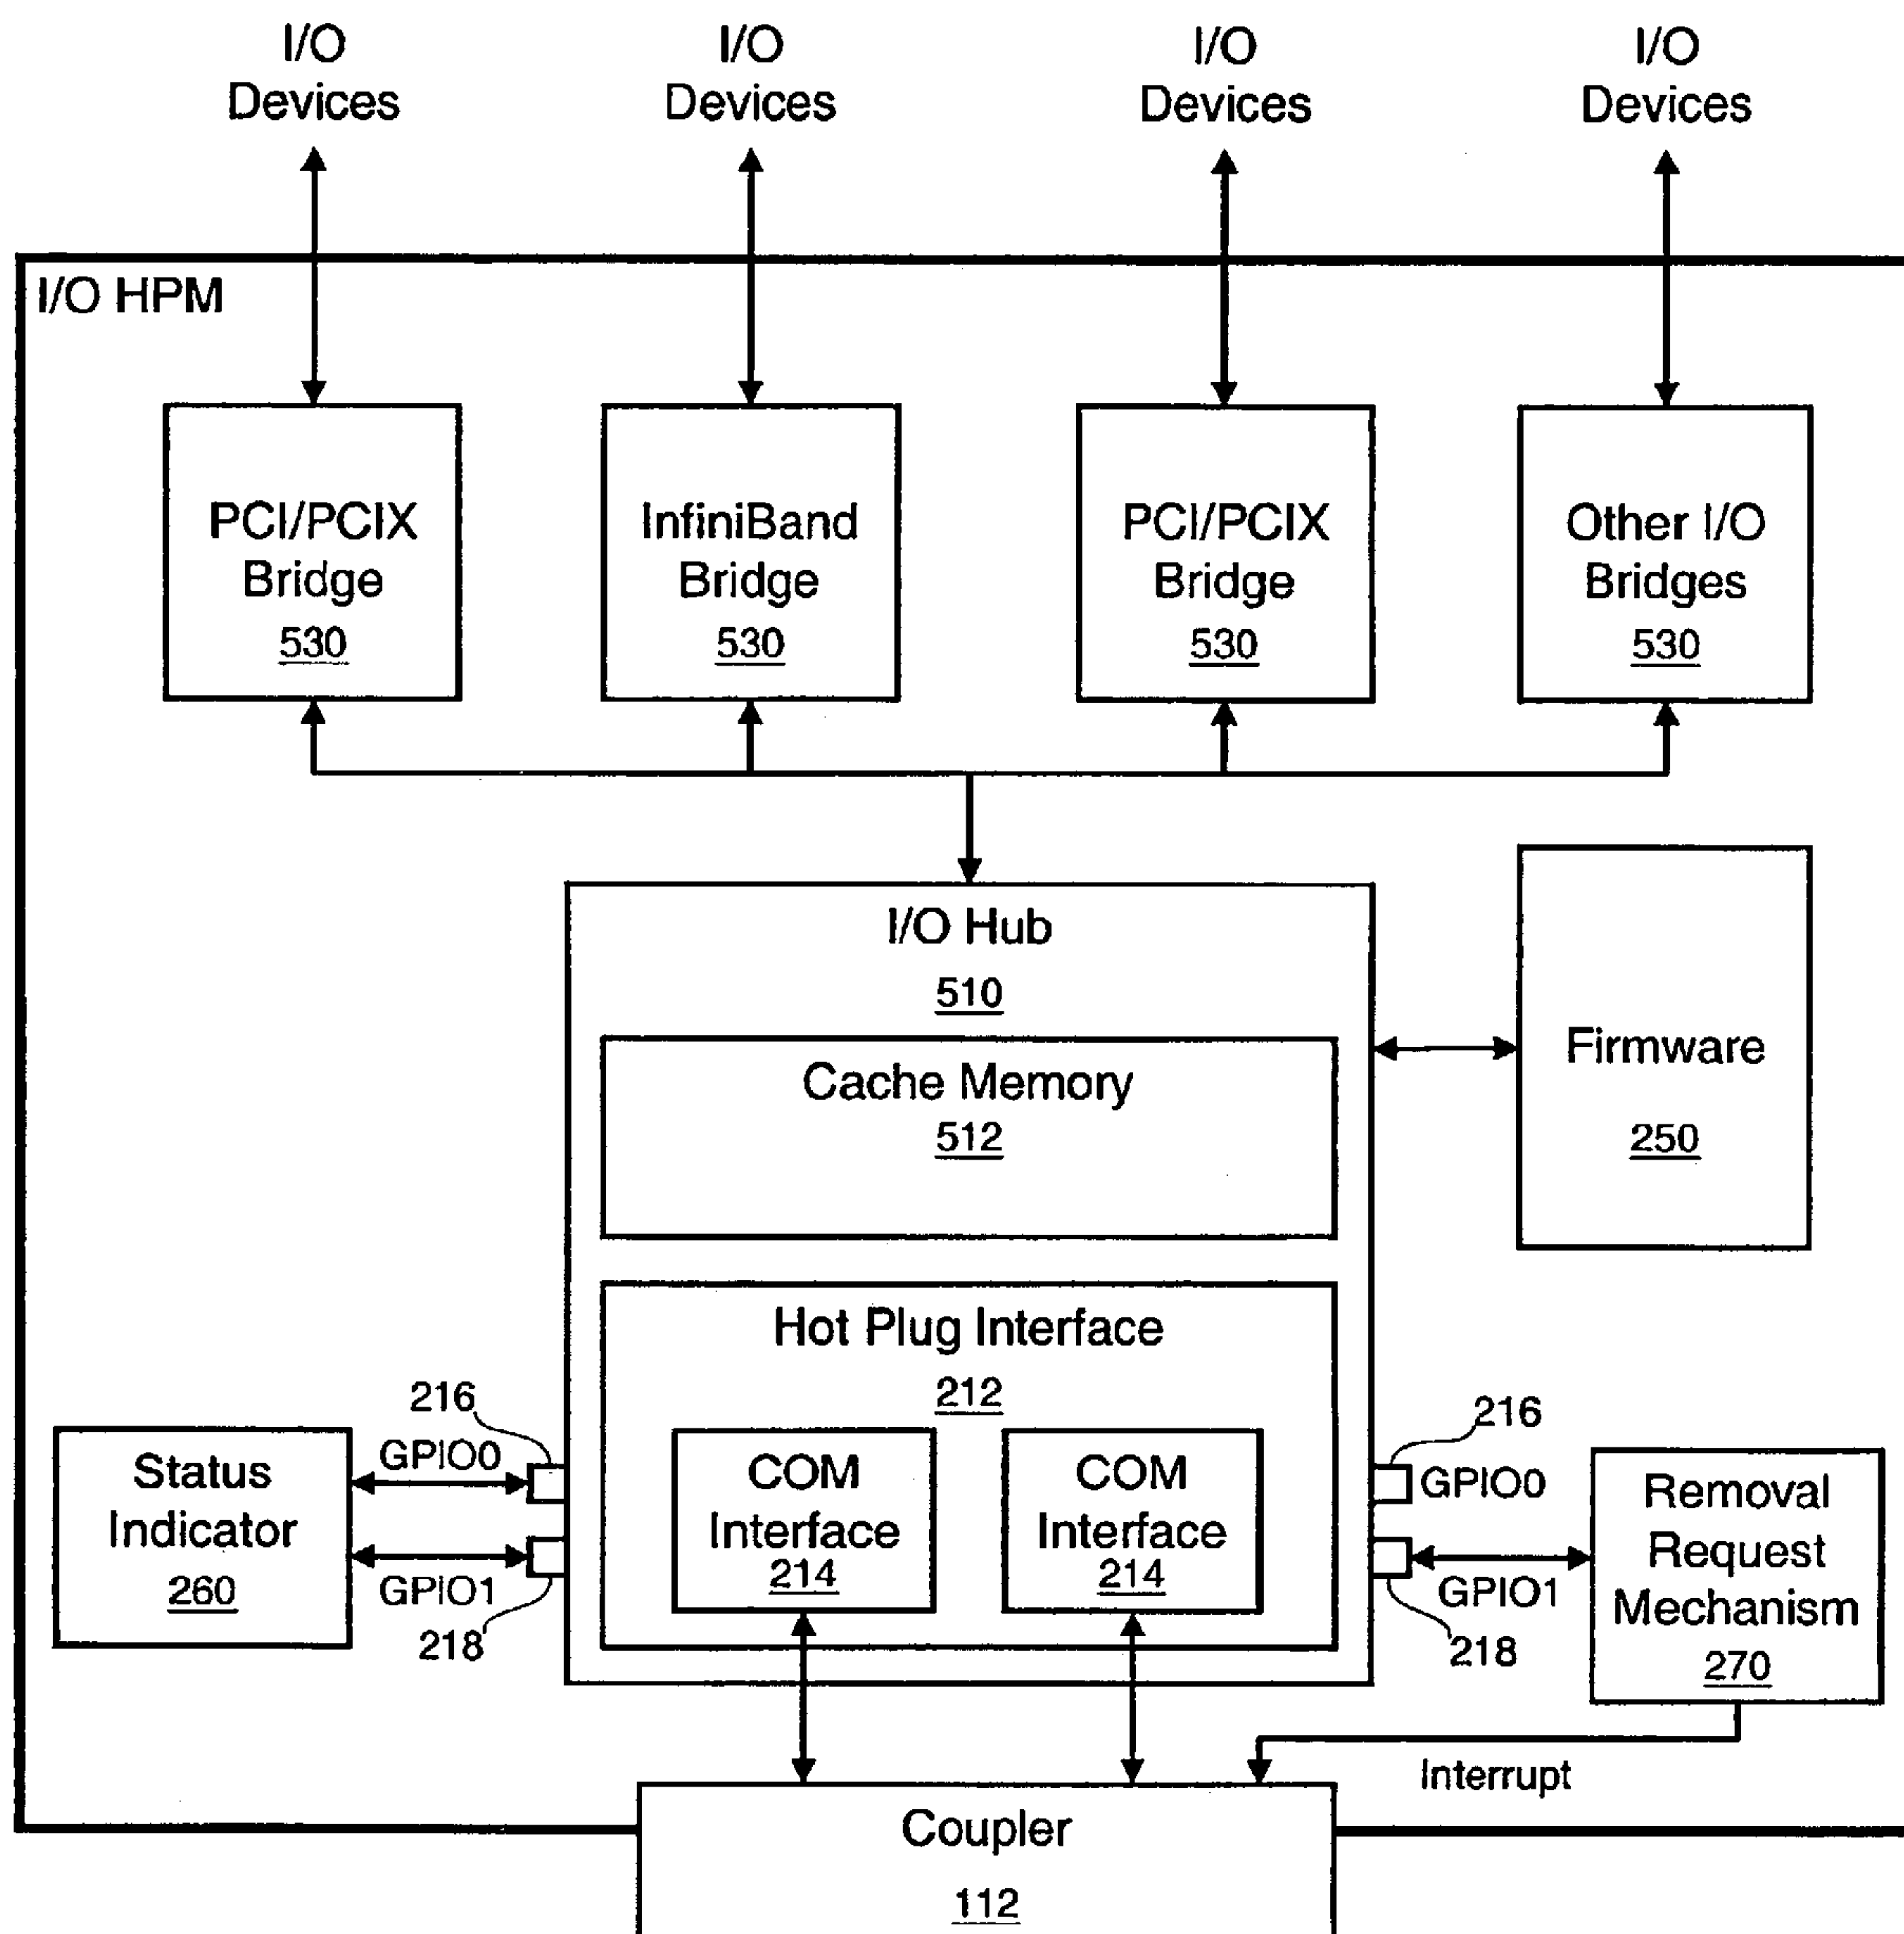 I/O
Devices
I/O
Devices
I/O
Devices
I/O
Devices
I/O HPM
PCI/PCIX
Bridge
530
InfiniBand
Bridge
530
PCI/PCIX
Bridge
530
Other I/O
Bridges
530
I/O Hub
510
Cache Memory
512
Firmware
250
Hot Plug Interface
212
COM
Interface
214
COM
Interface
214
216
GPIO0
GPIO1
218
Status
Indicator
260
216
GPIO0
GPIO1
218
Removal
Request
Mechanism
270
Interrupt
Coupler
112